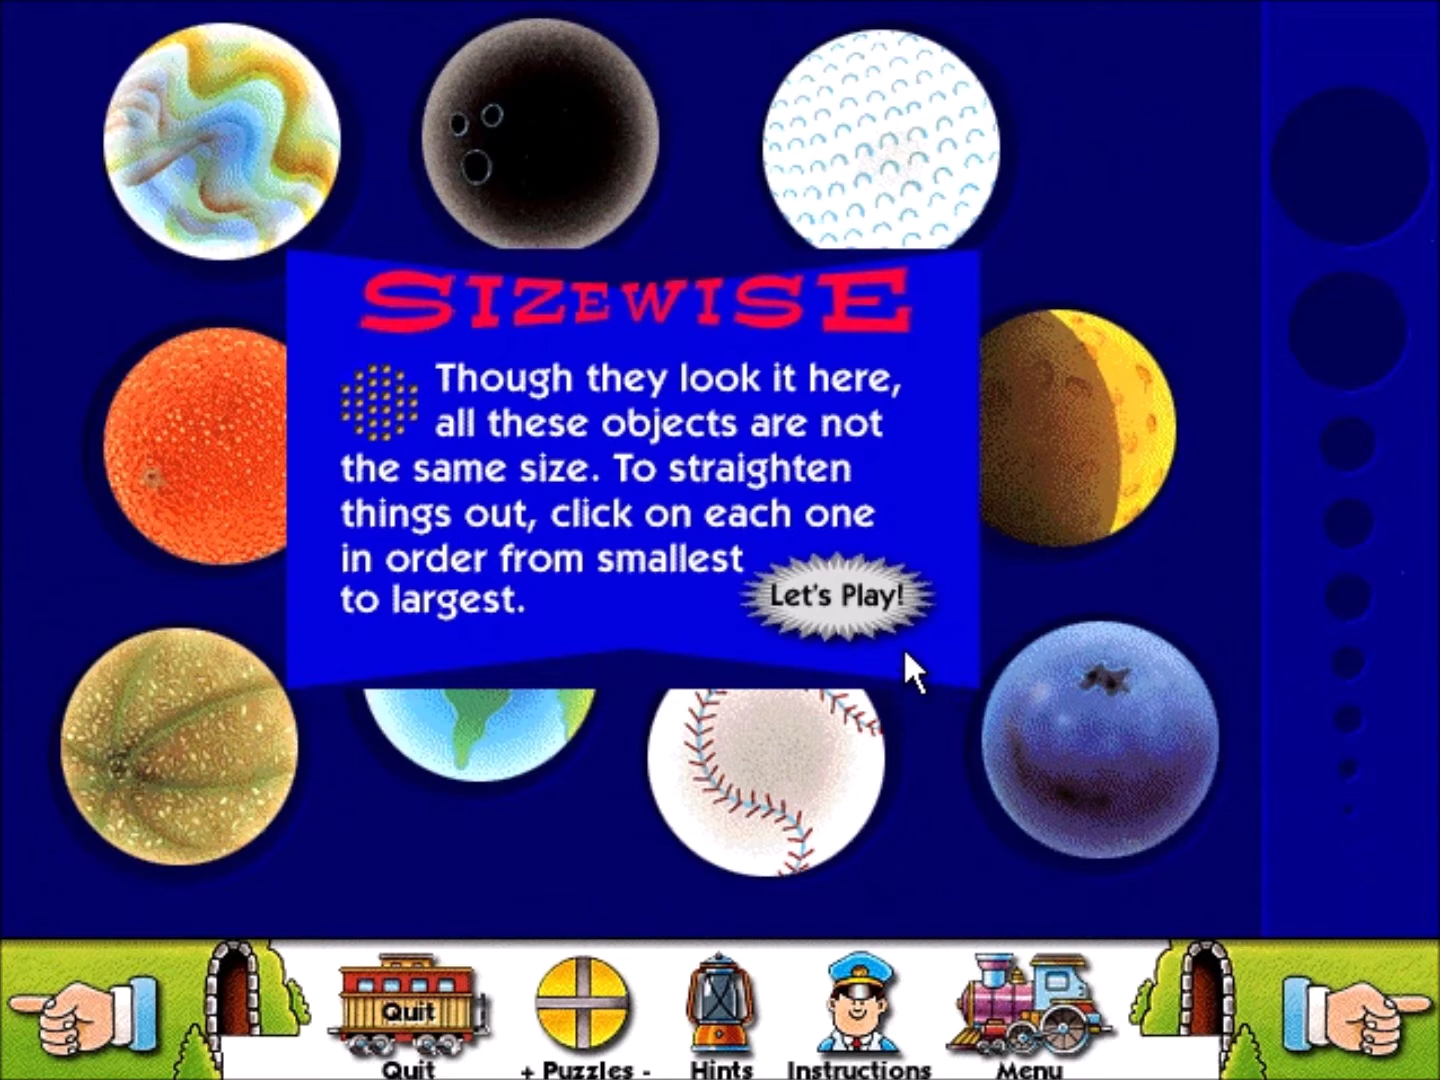 SIZEWISE
Though they look it here,
all these objects are not
the same size. To straighten
things out, click on each one
in order from smallest
to largest.
Let's Play!
Quit
Quit
+ Puzzles -
Hints
Instructions
Menu